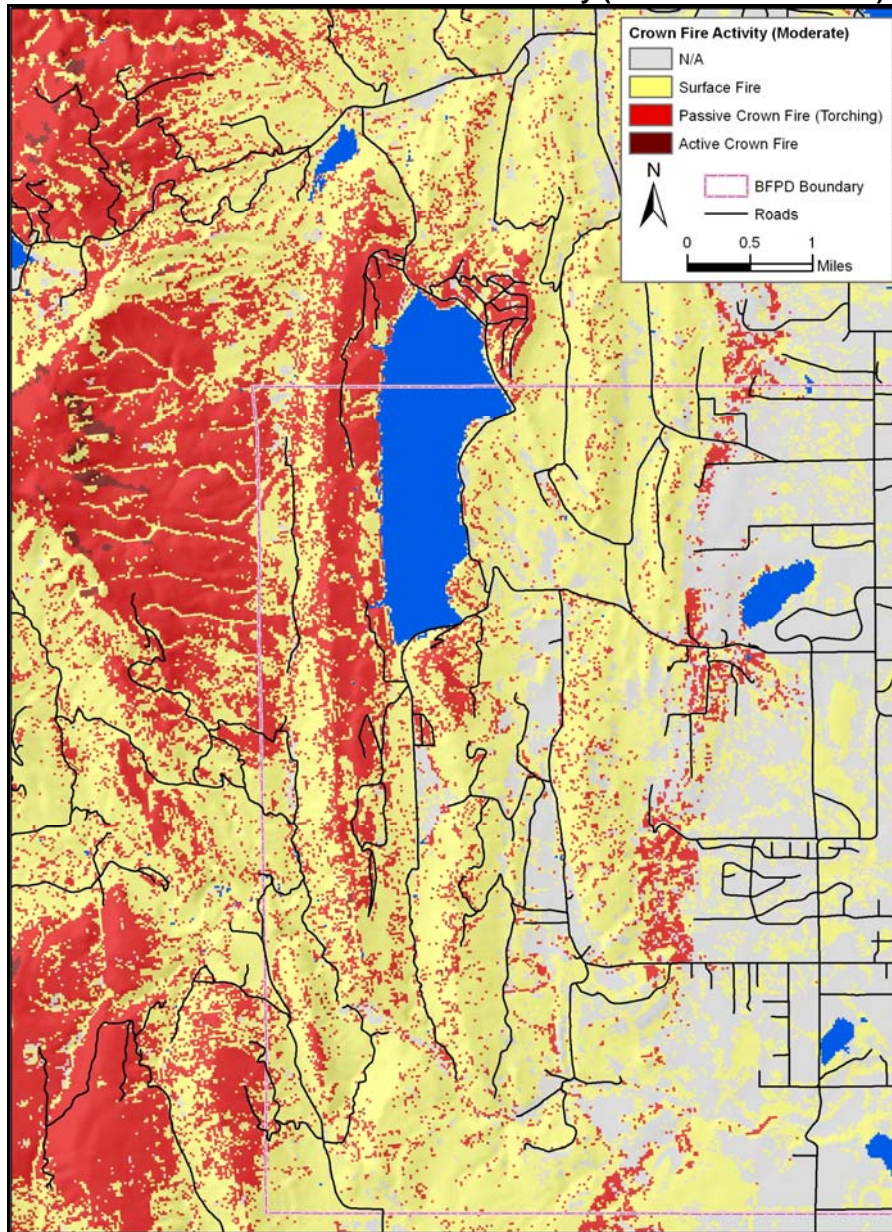 Crown Fire Activity (Moderate)
N/A
Surface Fire
Passive Crown Fire (Torching)
Active Crown Fire
N
BFPD Boundary
Roads
0 0.5 1
Miles